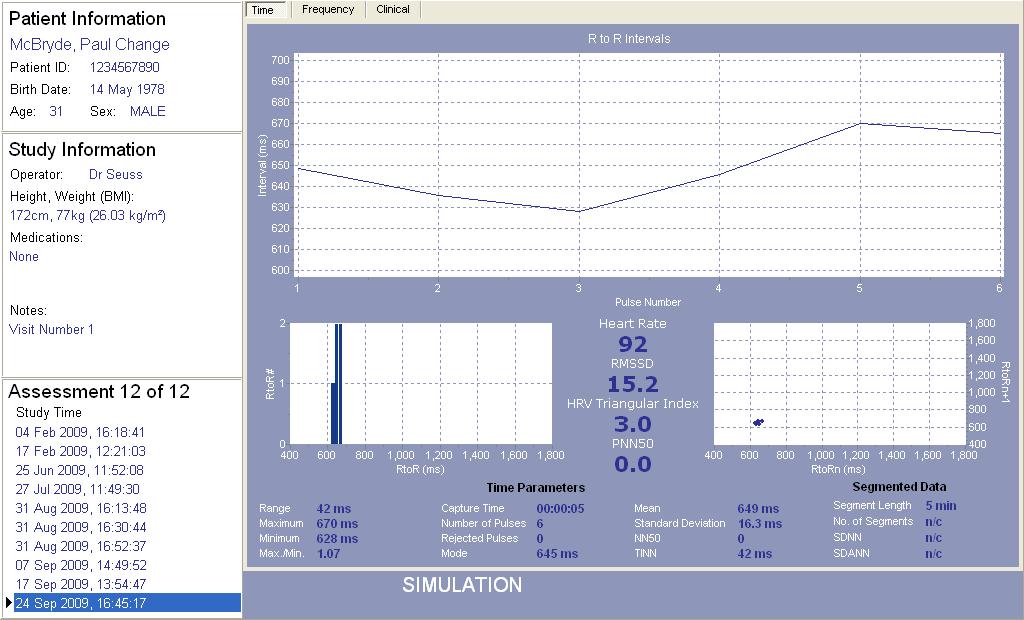 Patient Information
McBryde, Paul Change
Patient ID: 1234567890
Birth Date: 14 May 1978
Age: 31 Sex: MALE
Study Information
Operator: Dr Seuss
Height, Weight (BMI):
172cm, 77kg (26.03 kg/m²)
Medications:
None
Notes:
Visit Number 1
Assessment 12 of 12
Study Time
04 Feb 2009, 16:18:41
17 Feb 2009, 12:21:03
25 Jun 2009, 11:52:08
27 Jul 2009, 11:49:30
31 Aug 2009, 16:13:48
31 Aug 2009, 16:30:44
31 Aug 2009, 16:52:37
07 Sep 2009, 14:49:52
17 Sep 2009, 13:54:47
24 Sep 2009, 16:45:17
Time Frequency Clinical
R to R Intervals
Interval (ms)
700
690
680
670
660
650
640
630
620
610
600
1 2 3 4 5 6
Pulse Number
RtoR#
2
1
0
400 600 800 1,000 1,200 1,400 1,600 1,800
RtoR (ms)
Heart Rate
92
RMSSD
15.2
HRV Triangular Index
3.0
PNN50
0.0
1,800
1,600
1,400
1,200
1,000
800
600
400
RtoRn+1
400 600 800 1,000 1,200 1,400 1,600 1,800
RtoRn (ms)
Time Parameters
Range 42 ms
Maximum 670 ms
Minimum 628 ms
Max./Min. 1.07
Capture Time 00:00:05
Number of Pulses 6
Rejected Pulses 0
Mode 645 ms
Mean 649 ms
Standard Deviation 16.3 ms
NN50 0
TINN 42 ms
Segmented Data
Segment Length 5 min
No. of Segments n/c
SDNN n/c
SDANN n/c
SIMULATION